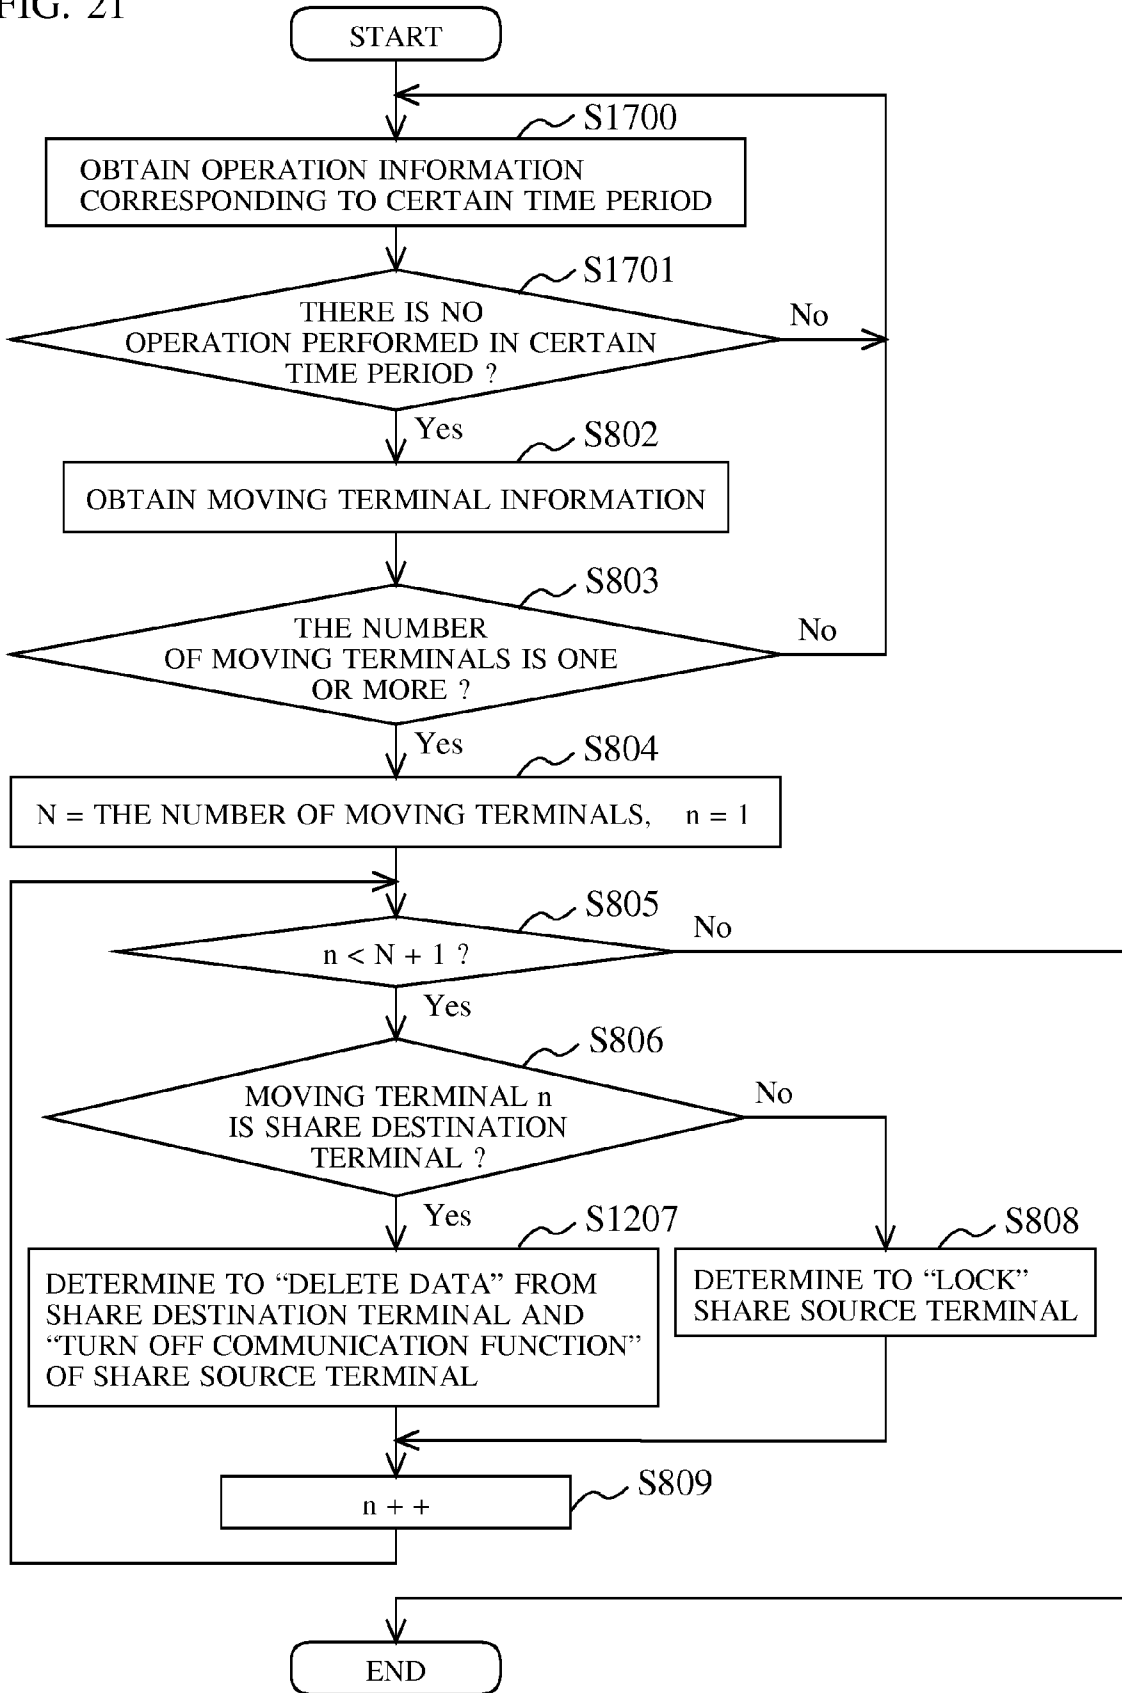 FIG. 21
START
S1700
OBTAIN OPERATION INFORMATION
CORRESPONDING TO CERTAIN TIME PERIOD
S1701
THERE IS NO
OPERATION PERFORMED IN CERTAIN
TIME PERIOD ?
No
Yes
S802
OBTAIN MOVING TERMINAL INFORMATION
S803
THE NUMBER
OF MOVING TERMINALS IS ONE
OR MORE ?
No
Yes
S804
N = THE NUMBER OF MOVING TERMINALS, n = 1
S805
n < N + 1 ?
No
Yes
S806
MOVING TERMINAL n
IS SHARE DESTINATION
TERMINAL ?
No
Yes
S1207
DETERMINE TO “DELETE DATA” FROM
SHARE DESTINATION TERMINAL AND
“TURN OFF COMMUNICATION FUNCTION”
OF SHARE SOURCE TERMINAL
S808
DETERMINE TO “LOCK”
SHARE SOURCE TERMINAL
S809
n + +
END